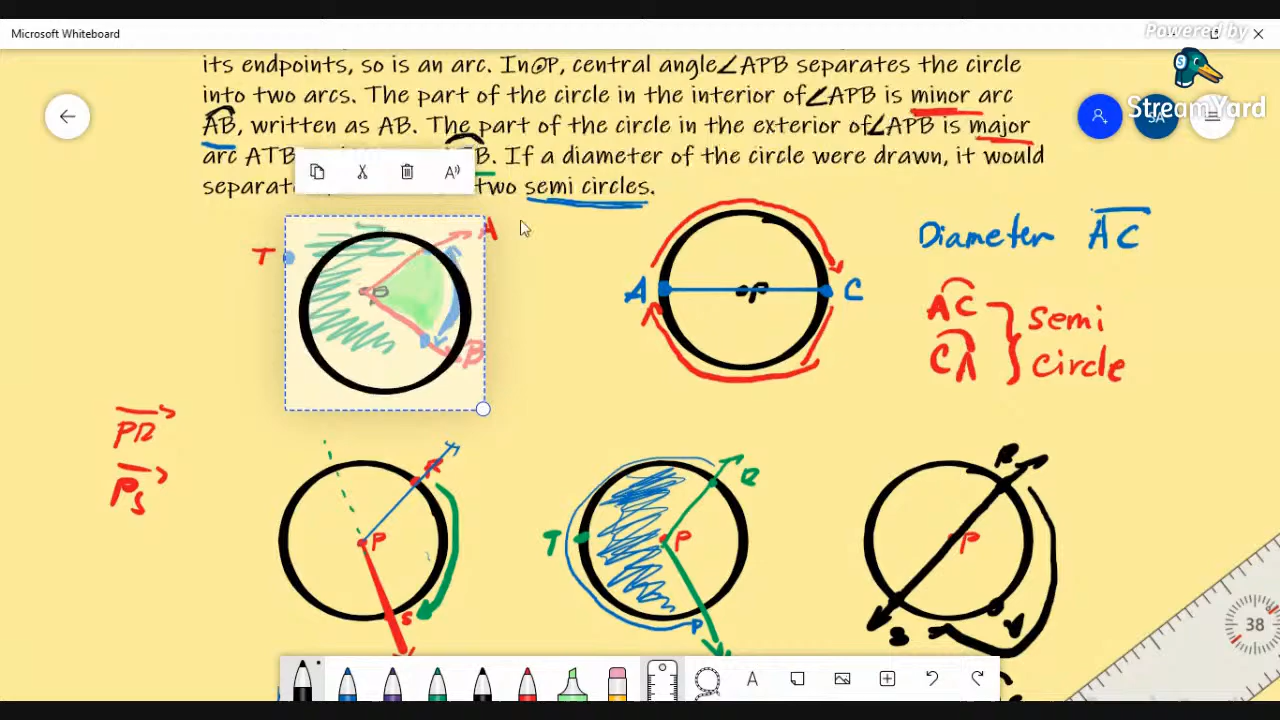 Microsoft Whiteboard
Powered by
StreamYard
SA
its endpoints, so is an arc. In⊙P, central angle∠APB separates the circle
into two arcs. The part of the circle in the interior of∠APB is minor arc
AB, written as AB. The part of the circle in the exterior of∠APB is major
arc ATB B. If a diameter of the circle were drawn, it would
separat two semi circles.
T A
P
B
A P C
Diameter AC
AC
CA
semi
circle
PR
PS
R
P
S
T P R
R
P
S
38